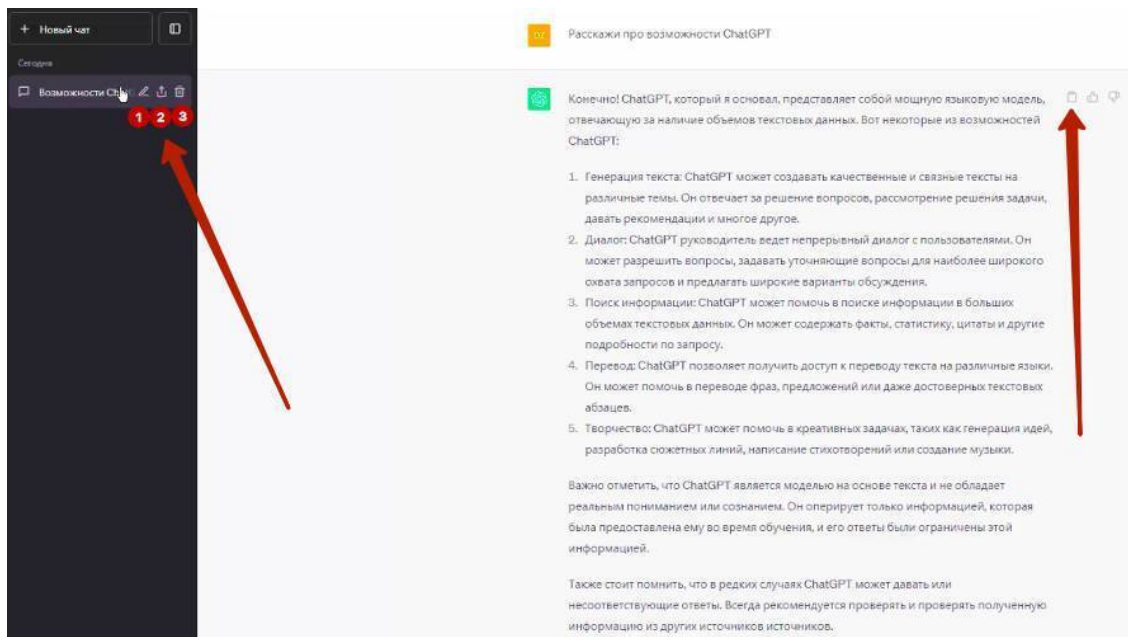 + Новый чат
Сегодня
Возможности Ch
1 2 3
DZ
Расскажи про возможности ChatGPT
Конечно! ChatGPT, который я основал, представляет собой мощную языковую модель,
отвечающую за наличие объемов текстовых данных. Вот некоторые из возможностей
ChatGPT:
1. Генерация текста: ChatGPT может создавать качественные и связные тексты на
различные темы. Он отвечает за решение вопросов, рассмотрение решения задачи,
давать рекомендации и многое другое.
2. Диалог: ChatGPT руководитель ведет непрерывный диалог с пользователями. Он
может разрешить вопросы, задавать уточняющие вопросы для наиболее широкого
охвата запросов и предлагать широкие варианты обсуждения.
3. Поиск информации: ChatGPT может помочь в поиске информации в больших
объемах текстовых данных. Он может содержать факты, статистику, цитаты и другие
подробности по запросу.
4. Перевод: ChatGPT позволяет получить доступ к переводу текста на различные языки.
Он может помочь в переводе фраз, предложений или даже достоверных текстовых
абзацев.
5. Творчество: ChatGPT может помочь в креативных задачах, таких как генерация идей,
разработка сюжетных линий, написание стихотворений или создание музыки.
Важно отметить, что ChatGPT является моделью на основе текста и не обладает
реальным пониманием или сознанием. Он оперирует только информацией, которая
была предоставлена ему во время обучения, и его ответы были ограничены этой
информацией.
Также стоит помнить, что в редких случаях ChatGPT может давать или
несоответствующие ответы. Всегда рекомендуется проверять и проверять полученную
информацию из других источников источников.